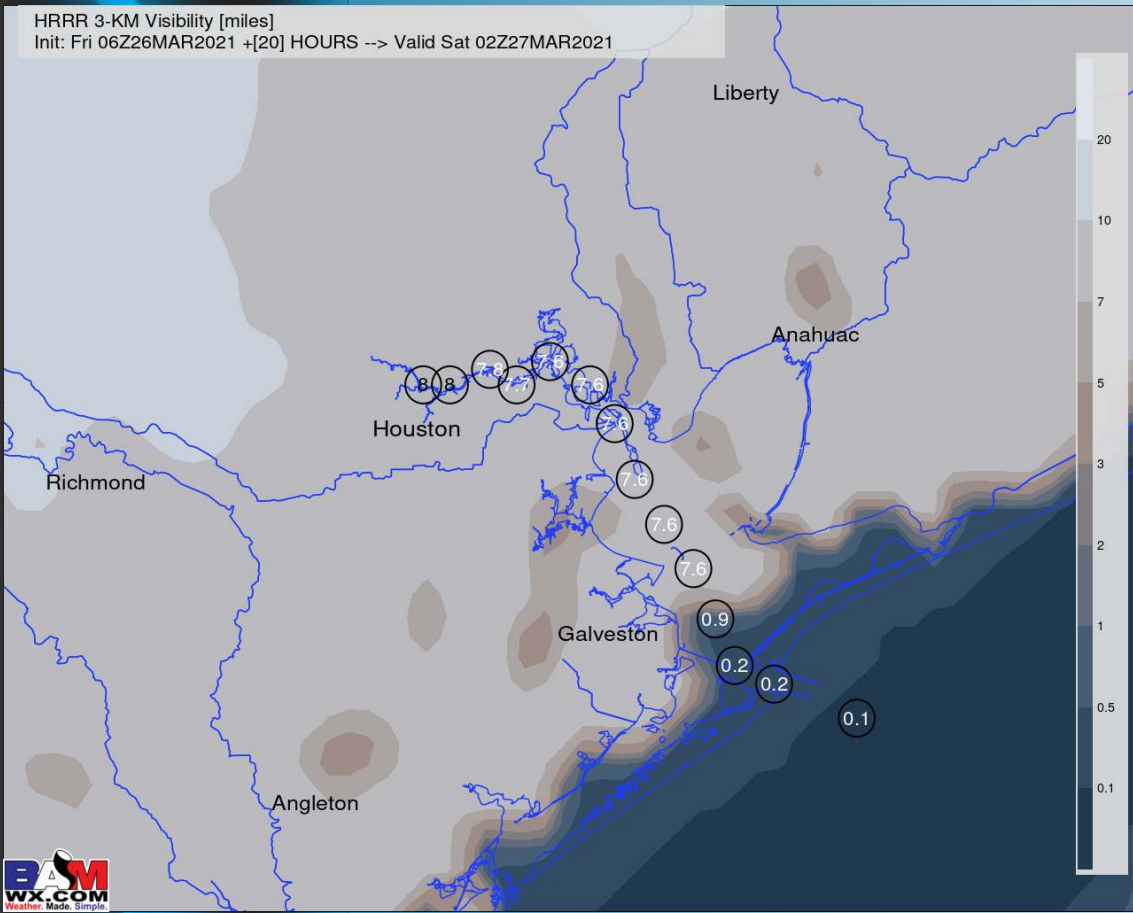 HRRR 3-KM Visibility [miles]
Init: Fri 06Z26MAR2021 +[20] HOURS --> Valid Sat 02Z27MAR2021
Liberty
20
10
7
Anahuac
7.6
7.8
8
8
7.7
7.6
5
7.6
Houston
3
7.6
Richmond
7.6
2
7.6
0.9
1
Galveston
0.2
0.2
0.5
0.1
0.1
Angleton
BAM
WX.COM
Weather. Made. Simple.